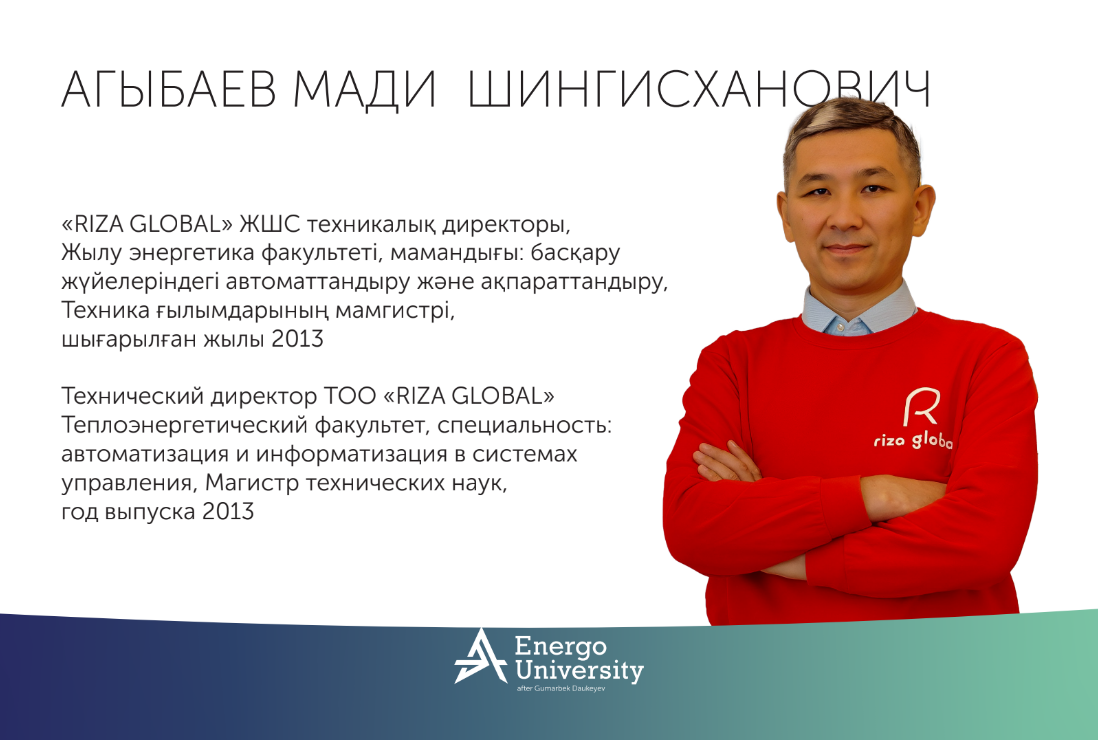 АГЫБАЕВ МАДИ ШИНГИСХАНОВИЧ
«RIZA GLOBAL» ЖШС техникалық директоры,
Жылу энергетика факультеті, мамандығы: басқару
жүйелеріндегі автоматтандыру және ақпараттандыру,
Техника ғылымдарының мамгистрі,
шығарылған жылы 2013
Технический директор ТОО «RIZA GLOBAL»
Теплоэнергетический факультет, специальность:
автоматизация и информатизация в системах
управления, Магистр технических наук,
год выпуска 2013
R
riza globa
Energo
University
after Gumarbek Daukeyev